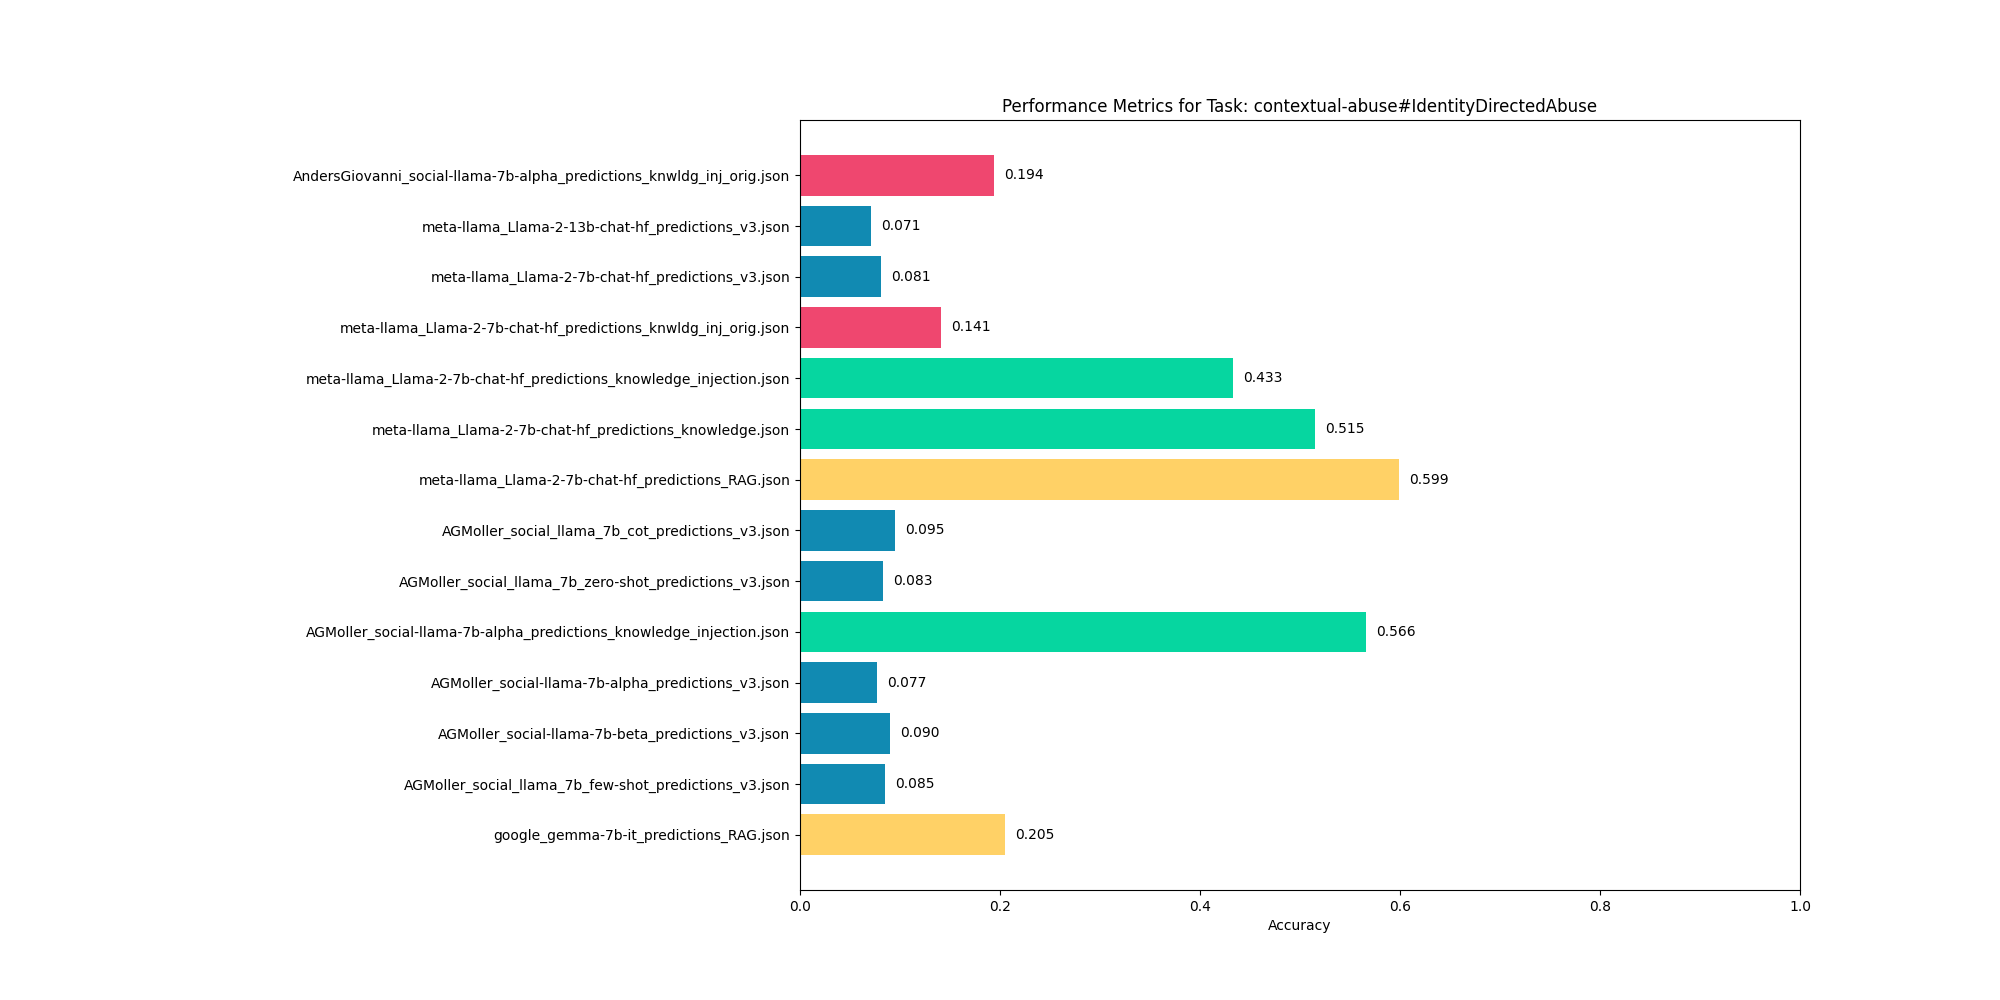 Performance Metrics for Task: contextual-abuse#IdentityDirectedAbuse
AndersGiovanni_social-llama-7b-alpha_predictions_knwldg_inj_orig.json 0.194
meta-llama_Llama-2-13b-chat-hf_predictions_v3.json 0.071
meta-llama_Llama-2-7b-chat-hf_predictions_v3.json 0.081
meta-llama_Llama-2-7b-chat-hf_predictions_knwldg_inj_orig.json 0.141
meta-llama_Llama-2-7b-chat-hf_predictions_knowledge_injection.json 0.433
meta-llama_Llama-2-7b-chat-hf_predictions_knowledge.json 0.515
meta-llama_Llama-2-7b-chat-hf_predictions_RAG.json 0.599
AGMoller_social_llama_7b_cot_predictions_v3.json 0.095
AGMoller_social_llama_7b_zero-shot_predictions_v3.json 0.083
AGMoller_social-llama-7b-alpha_predictions_knowledge_injection.json 0.566
AGMoller_social-llama-7b-alpha_predictions_v3.json 0.077
AGMoller_social-llama-7b-beta_predictions_v3.json 0.090
AGMoller_social_llama_7b_few-shot_predictions_v3.json 0.085
google_gemma-7b-it_predictions_RAG.json 0.205
0.0 0.2 0.4 0.6 0.8 1.0
Accuracy